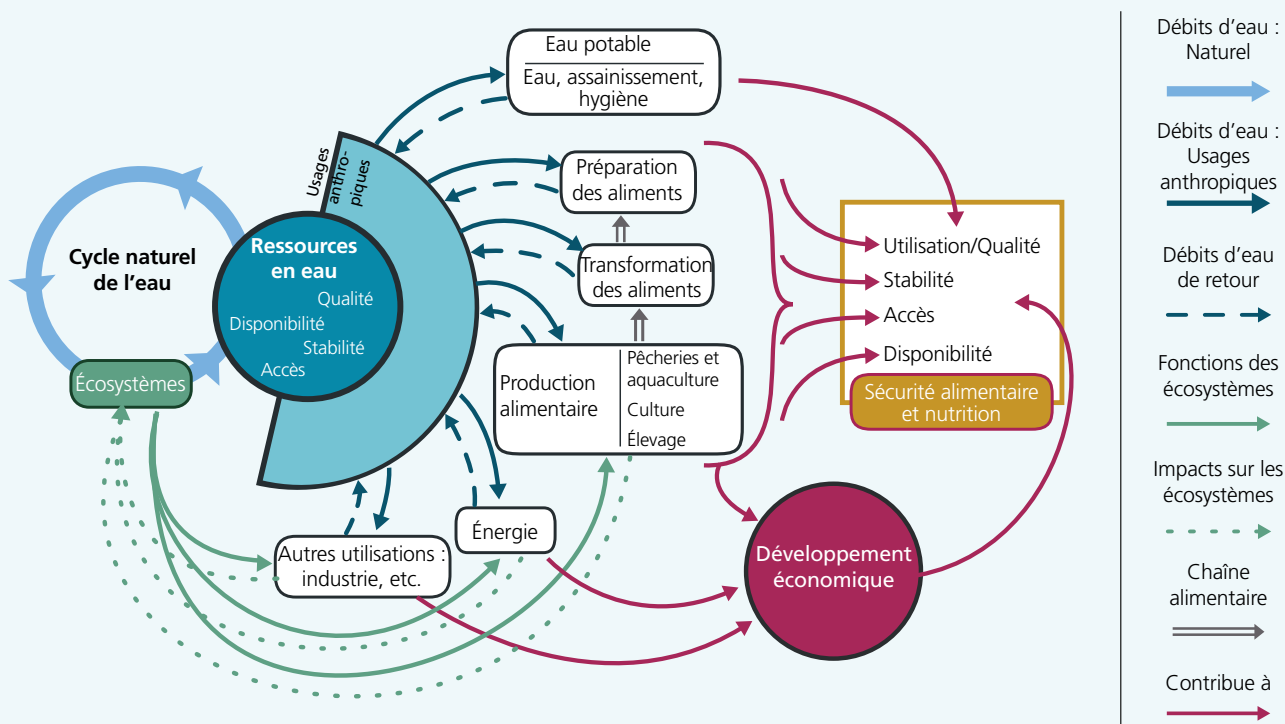 Eau potable
Eau, assainissement,
hygiène
Usages
anthro-
piques
Préparation
des aliments
Transformation
des aliments
Cycle naturel
de l’eau
Ressources
en eau
Qualité
Disponibilité
Stabilité
Accès
Écosystèmes
Production
alimentaire
Pêcheries et
aquaculture
Culture
Élevage
Énergie
Autres utilisations :
industrie, etc.
Utilisation/Qualité
Stabilité
Accès
Disponibilité
Sécurité alimentaire
et nutrition
Développement
économique
Débits d’eau :
Naturel
Débits d’eau :
Usages
anthropiques
Débits d’eau
de retour
Fonctions des
écosystèmes
Impacts sur les
écosystèmes
Chaîne
alimentaire
Contribue à